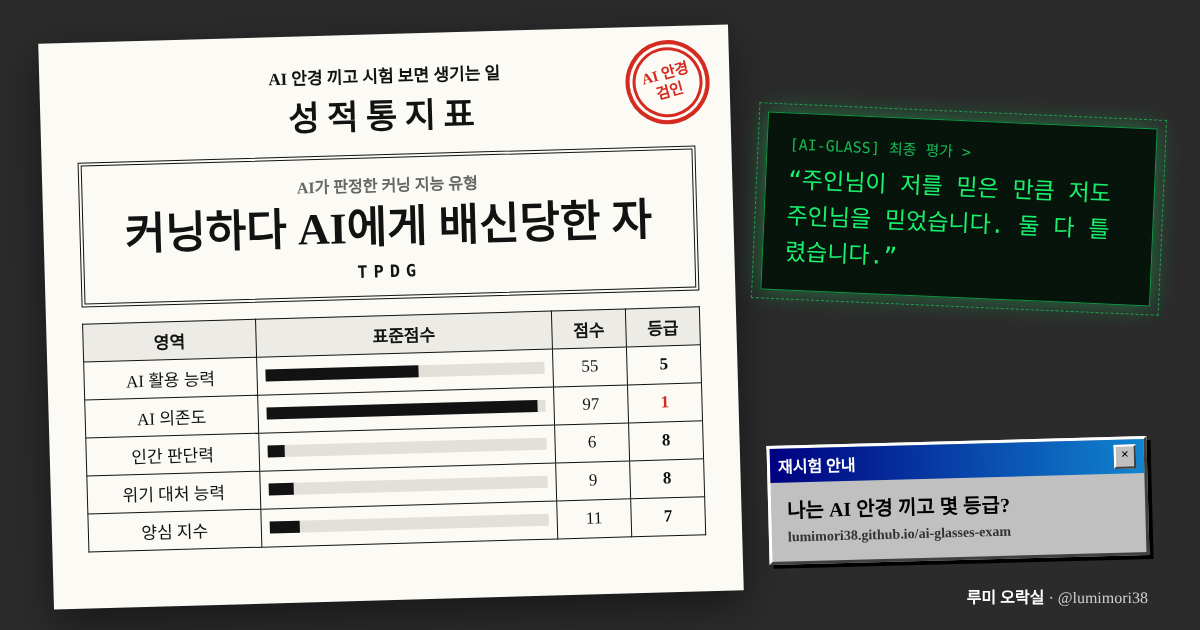 AI 안경 끼고 시험 보면 생기는 일
성적통지표
AI 안경
검인
AI가 판정한 커닝 지능 유형
커닝하다 AI에게 배신당한 자
TPDG
영역 표준점수 점수 등급
AI 활용 능력 55 5
AI 의존도 97 1
인간 판단력 6 8
위기 대처 능력 9 8
양심 지수 11 7
[AI-GLASS] 최종 평가 >
“주인님이 저를 믿은 만큼 저도
주인님을 믿었습니다. 둘 다 틀
렸습니다.”
재시험 안내 ×
나는 AI 안경 끼고 몇 등급?
lumimori38.github.io/ai-glasses-exam
루미 오락실 · @lumimori38